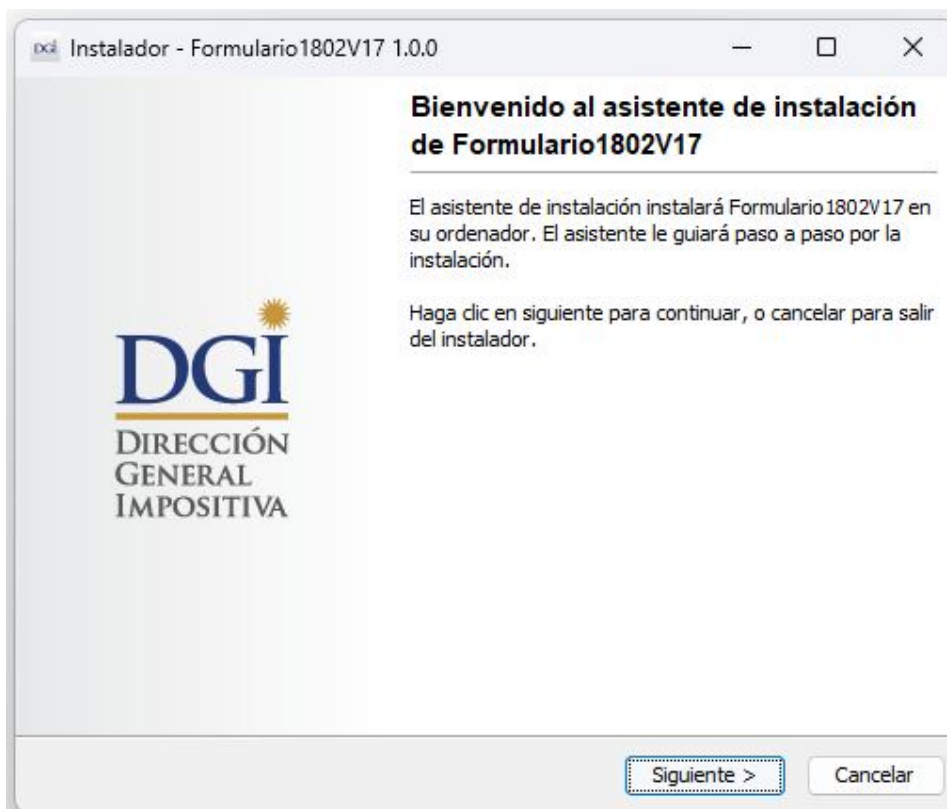 DGI Instalador - Formulario1802V17 1.0.0
Bienvenido al asistente de instalación
de Formulario1802V17
El asistente de instalación instalará Formulario1802V17 en
su ordenador. El asistente le guiará paso a paso por la
instalación.
Haga clic en siguiente para continuar, o cancelar para salir
del instalador.
DGI
DIRECCIÓN
GENERAL
IMPOSITIVA
Siguiente >
Cancelar